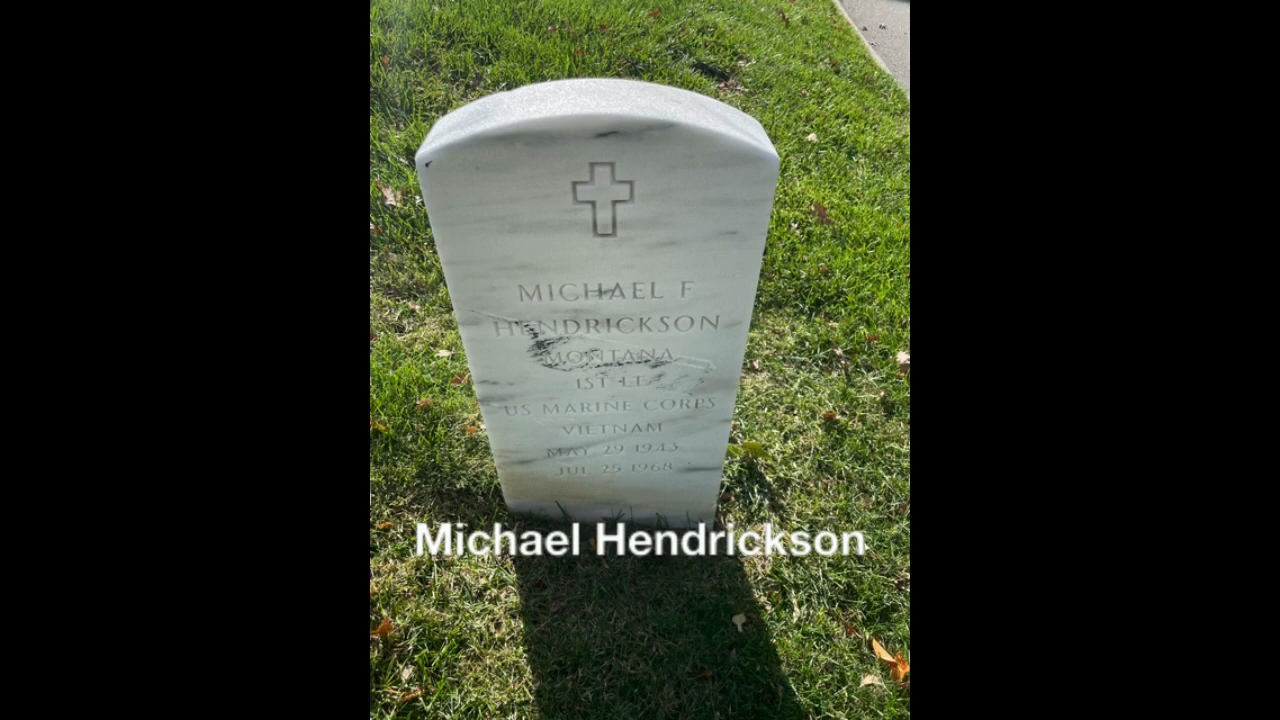 MICHAEL F
HENDRICKSON
MONTANA
1ST LT
US MARINE CORPS
VIETNAM
MAY 29 1943
JUL 25 1968
Michael Hendrickson